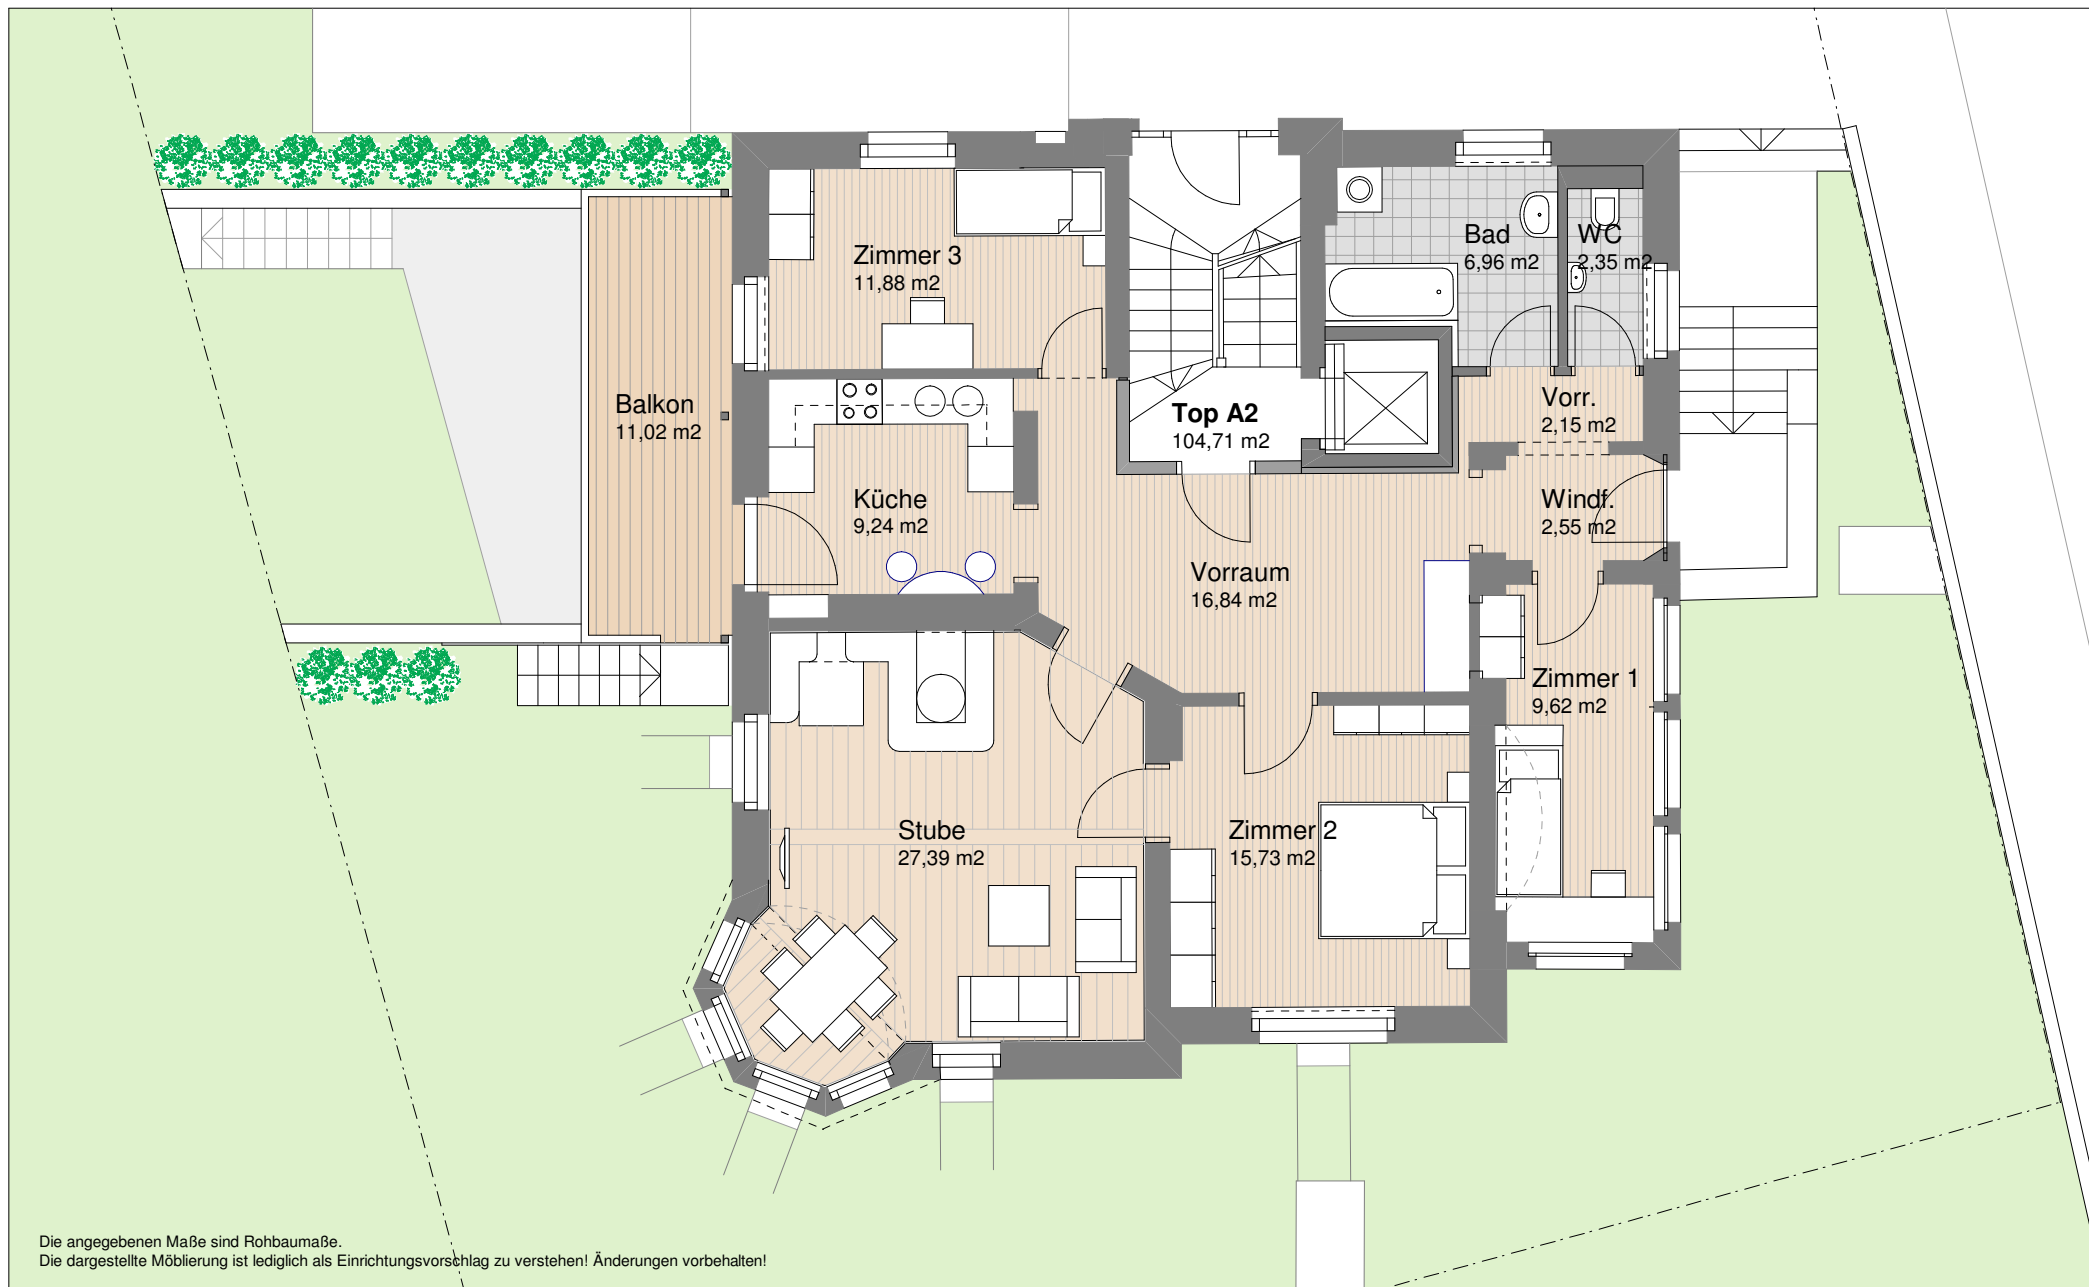 Zimmer 3
11,88 m2
Bad
6,96 m2
WC
2,35 m2
Balkon
11,02 m2
Top A2
104,71 m2
Vorr.
2,15 m2
Küche
9,24 m2
Windf.
2,55 m2
Vorraum
16,84 m2
Zimmer 1
9,62 m2
Stube
27,39 m2
Zimmer 2
15,73 m2
Die angegebenen Maße sind Rohbaumaße.
Die dargestellte Möblierung ist lediglich als Einrichtungsvorschlag zu verstehen! Änderungen vorbehalten!